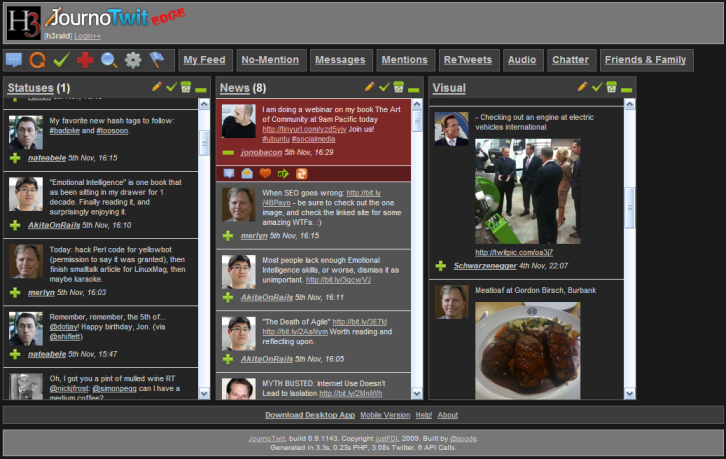 H3
JournoTwit EDGE
[h3rald] Login++
My Feed
No-Mention
Messages
Mentions
ReTweets
Audio
Chatter
Friends & Family
Statuses (1)
5th Nov, 16:15
My favorite new hash tags to follow:
#badjoke and #toosoon.
nateabele 5th Nov, 16:15
"Emotional Intelligence" is one book that
as been sitting in my drawer for 1
decade. Finally reading it, and
surprisingly enjoying it.
AkitaOnRails 5th Nov, 16:10
Today: hack Perl code for yellowbot
(permission to say it was granted), then
finish smalltalk article for LinuxMag, then
maybe karaoke.
merlyn 5th Nov, 16:03
Remember, remember, the 5th of...
@dotjay! Happy birthday, Jon. (via
@shiflett)
nateabele 5th Nov, 15:47
Oh, I got a pint of mulled wine RT
@nickjfrost: @simonpegg can I have a
medium coffee?
News (8)
I am doing a webinar on my book The Art
of Community at 9am Pacific today
http://tinyurl.com/yzd5yiv Join us!
#ubuntu #socialmedia
jonobacon 5th Nov, 16:29
When SEO goes wrong: http://bit.ly
/4BPavo - be sure to check out the one
image, and check the linked site for some
amazing WTFs. :)
merlyn 5th Nov, 16:15
Most people lack enough Emotional
Intelligence skills, or worse, dismiss it as
unimportant. http://bit.ly/3qcwVJ
AkitaOnRails 5th Nov, 16:11
"The Death of Agile" http://bit.ly/3E7kl
http://bit.ly/2AsNym Worth reading and
reflecting upon.
AkitaOnRails 5th Nov, 16:05
MYTH BUSTED: Internet Use Doesn't
Lead to Isolation http://bit.ly/2MniWh
Visual
- Checking out an engine at electric
vehicles international
http://twitpic.com/oa3j7
Schwarzenegger 4th Nov, 22:07
Meatloaf at Gordon Birsch, Burbank
Download Desktop App Mobile Version Help! About
JournoTwit, build 0.9.1143, Copyright justFDI, 2009. Built by @spode.
Generated in 3.3s, 0.23s PHP, 3.08s Twitter, 6 API Calls.